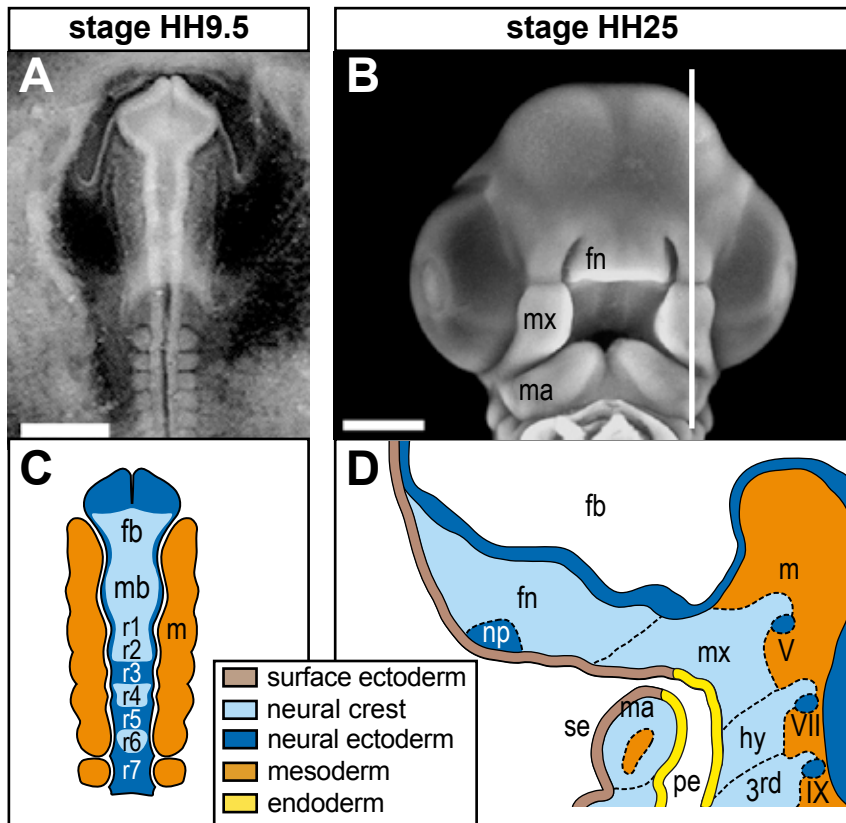 stage HH9.5
stage HH25
A
B
fn
mx
ma
C
fb
mb
r1
r2
r3
r4
r5
r6
r7
m
D
fb
fn
np
mx
m
V
ma
se
pe
hy
VII
3rd
IX
surface ectoderm
neural crest
neural ectoderm
mesoderm
endoderm